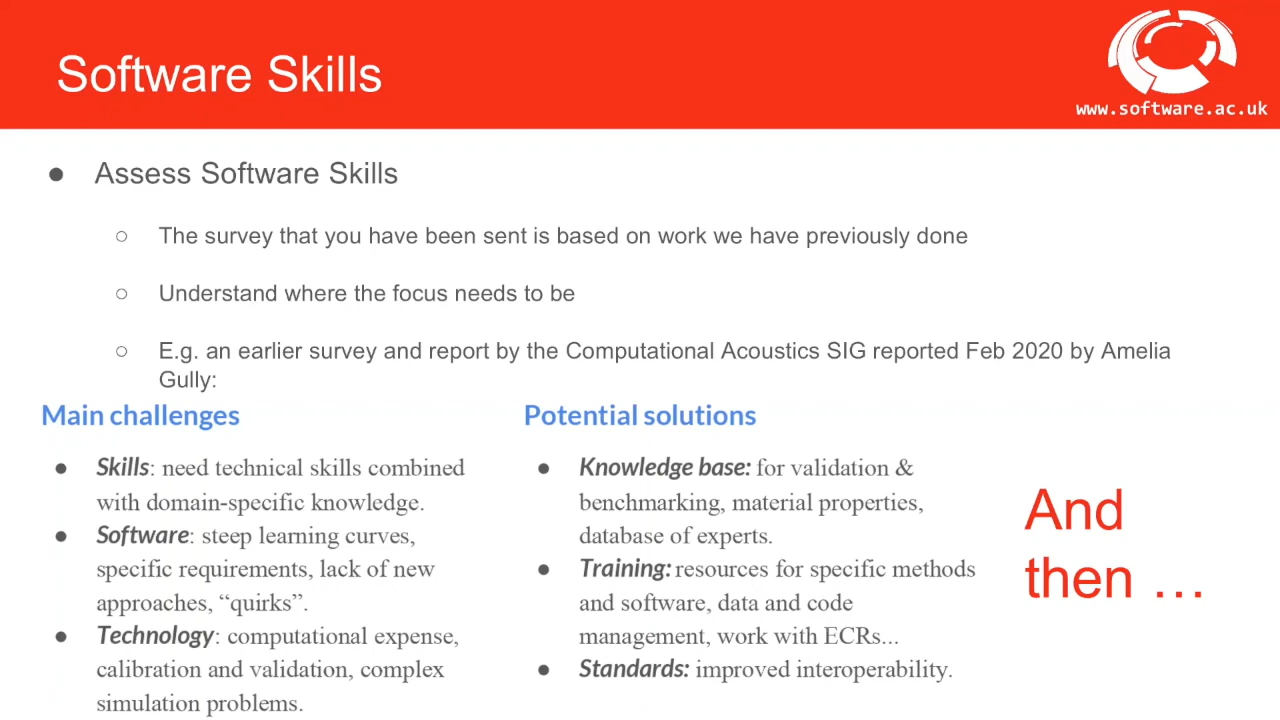 Software Skills
www.software.ac.uk
● Assess Software Skills
○ The survey that you have been sent is based on work we have previously done
○ Understand where the focus needs to be
○ E.g. an earlier survey and report by the Computational Acoustics SIG reported Feb 2020 by Amelia
Gully:
Main challenges
● Skills: need technical skills combined
with domain-specific knowledge.
● Software: steep learning curves,
specific requirements, lack of new
approaches, “quirks”.
● Technology: computational expense,
calibration and validation, complex
simulation problems.
Potential solutions
● Knowledge base: for validation &
benchmarking, material properties,
database of experts.
● Training: resources for specific methods
and software, data and code
management, work with ECRs...
● Standards: improved interoperability.
And
then …